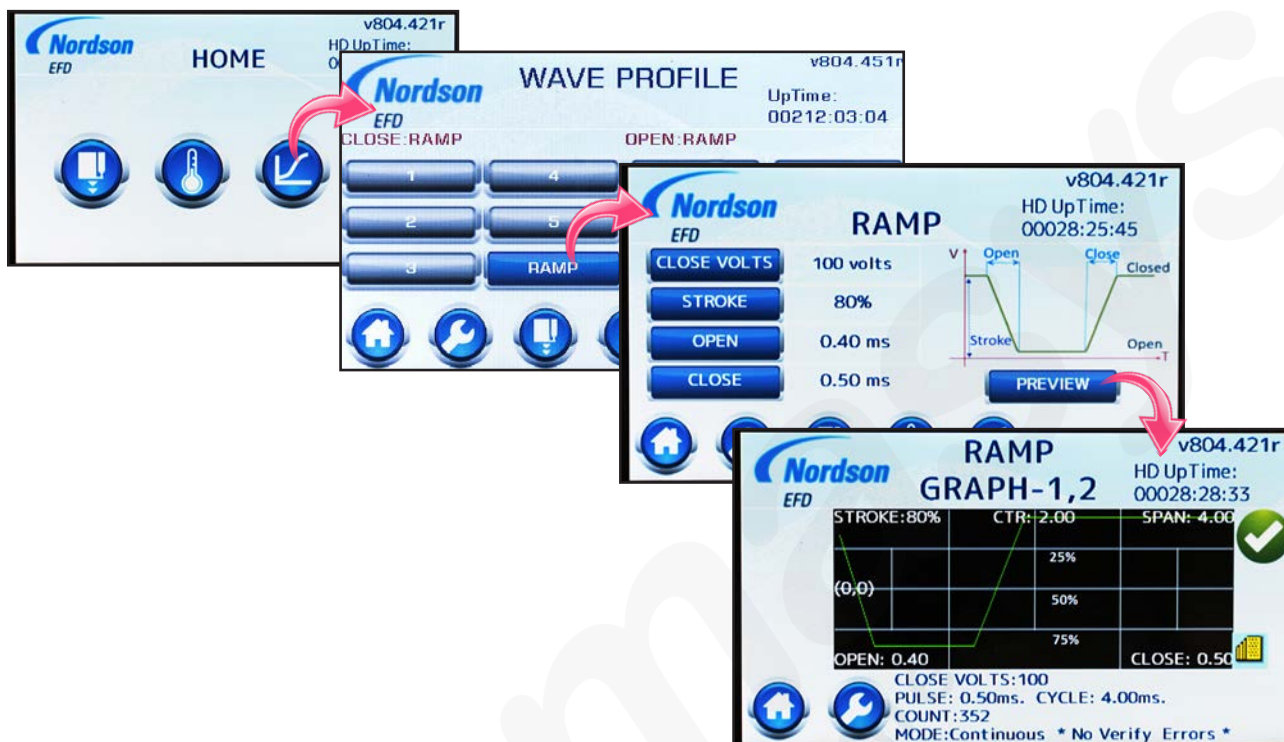 Nordson
EFD
HOME
v804.421r
HD UpTime:
Nordson
EFD
WAVE PROFILE
v804.451r
UpTime:
00212:03:04
CLOSE:RAMP
OPEN:RAMP
1
4
2
5
3
RAMP
Nordson
EFD
RAMP
v804.421r
HD UpTime:
00028:25:45
CLOSE VOLTS
100 volts
STROKE
80%
OPEN
0.40 ms
CLOSE
0.50 ms
V
Open
Close
Closed
Stroke
Open
T
PREVIEW
Nordson
EFD
RAMP
GRAPH-1,2
v804.421r
HD UpTime:
00028:28:33
STROKE:80%
CTR: 2.00
SPAN: 4.00
25%
(0,0)
50%
75%
OPEN: 0.40
CLOSE: 0.50
CLOSE VOLTS:100
PULSE: 0.50ms. CYCLE: 4.00ms.
COUNT:352
MODE:Continuous * No Verify Errors *